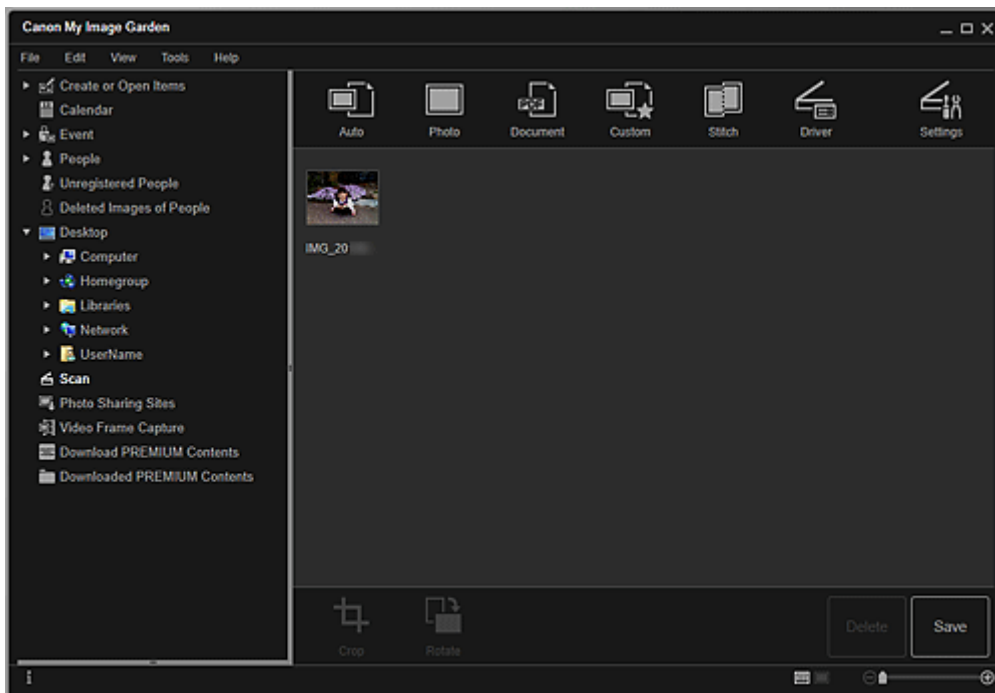 Canon My Image Garden
File Edit View Tools Help
Create or Open Items
Calendar
Event
People
Unregistered People
Deleted Images of People
Desktop
Computer
Homegroup
Libraries
Network
UserName
Scan
Photo Sharing Sites
Video Frame Capture
Download PREMIUM Contents
Downloaded PREMIUM Contents
Auto Photo Document Custom Stitch Driver Settings
PDF
IMG_20
Crop Rotate Delete Save